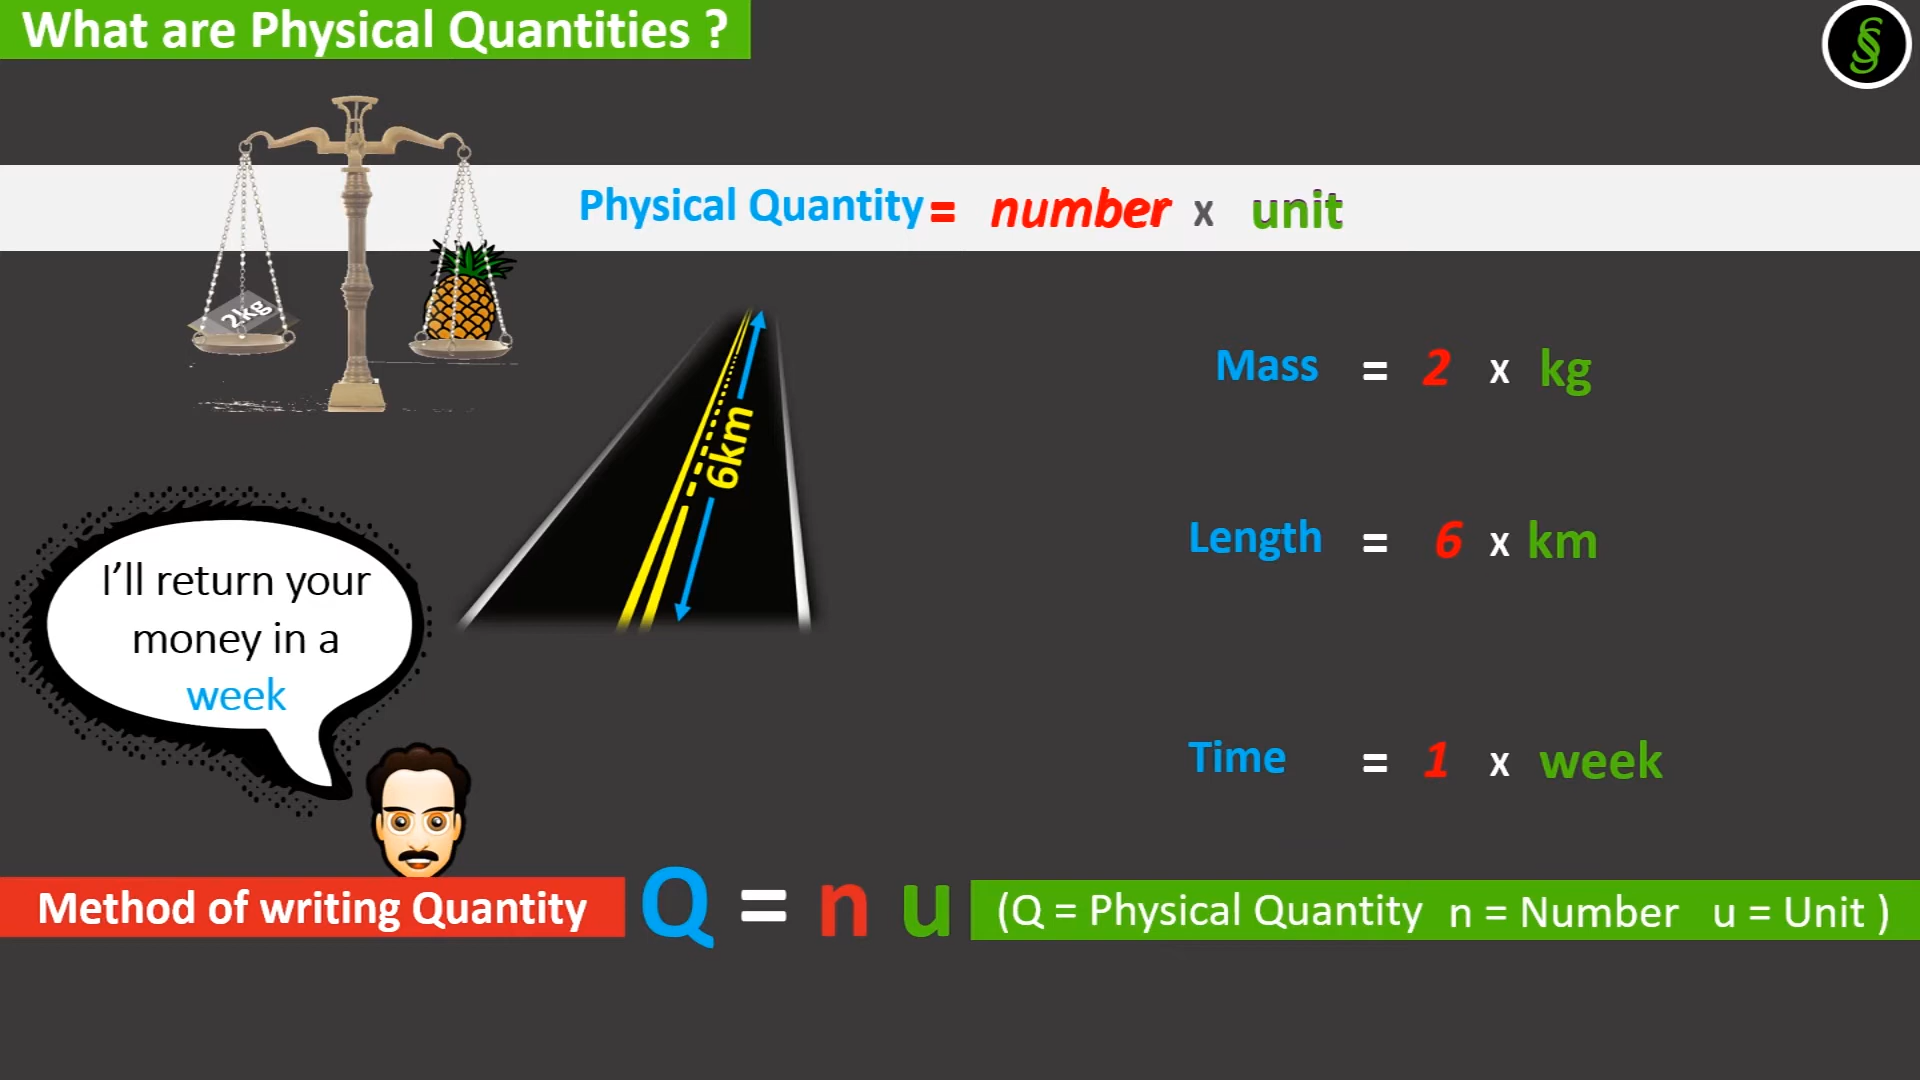 What are Physical Quantities ?
§
Physical Quantity = number x unit
2kg
6km
Mass = 2 x kg
Length = 6 x km
I’ll return your
money in a
week
Time = 1 x week
Method of writing Quantity Q = n u (Q = Physical Quantity n = Number u = Unit )